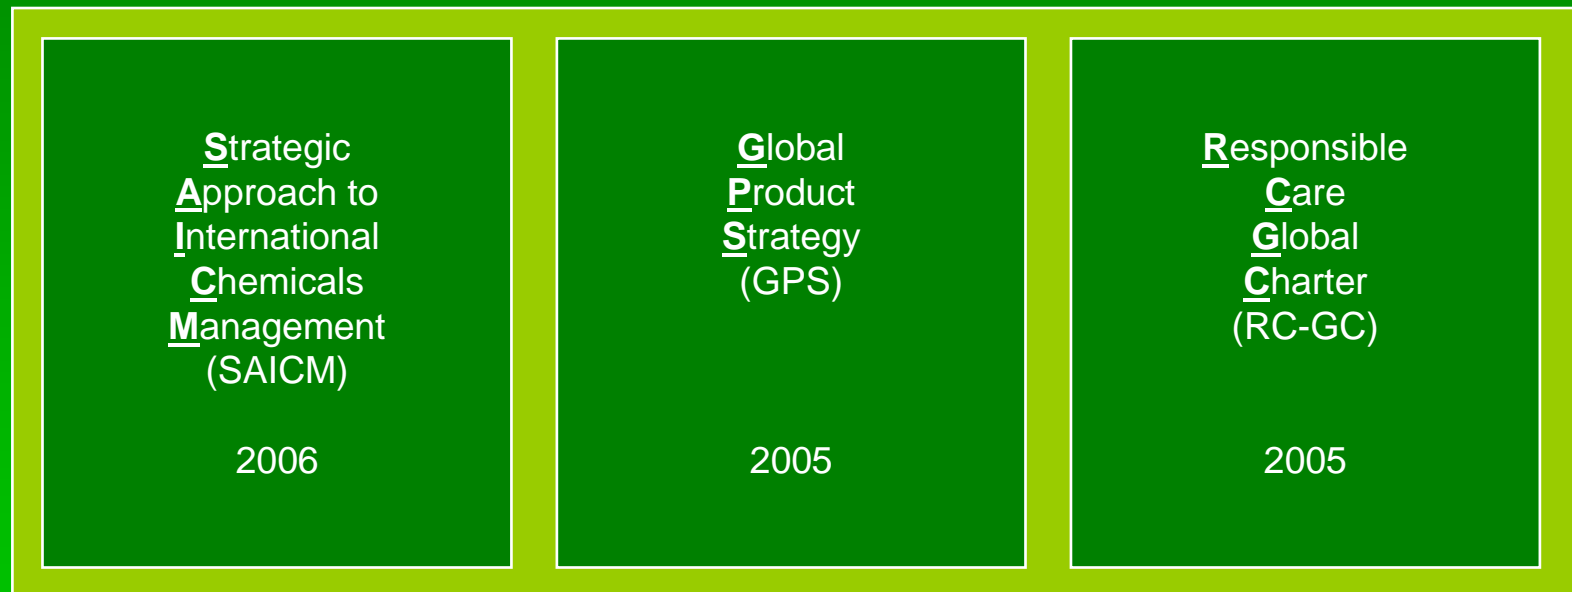 Strategic
Approach to
International
Chemicals
Management
(SAICM)
2006
Global
Product
Strategy
(GPS)
2005
Responsible
Care
Global
Charter
(RC-GC)
2005